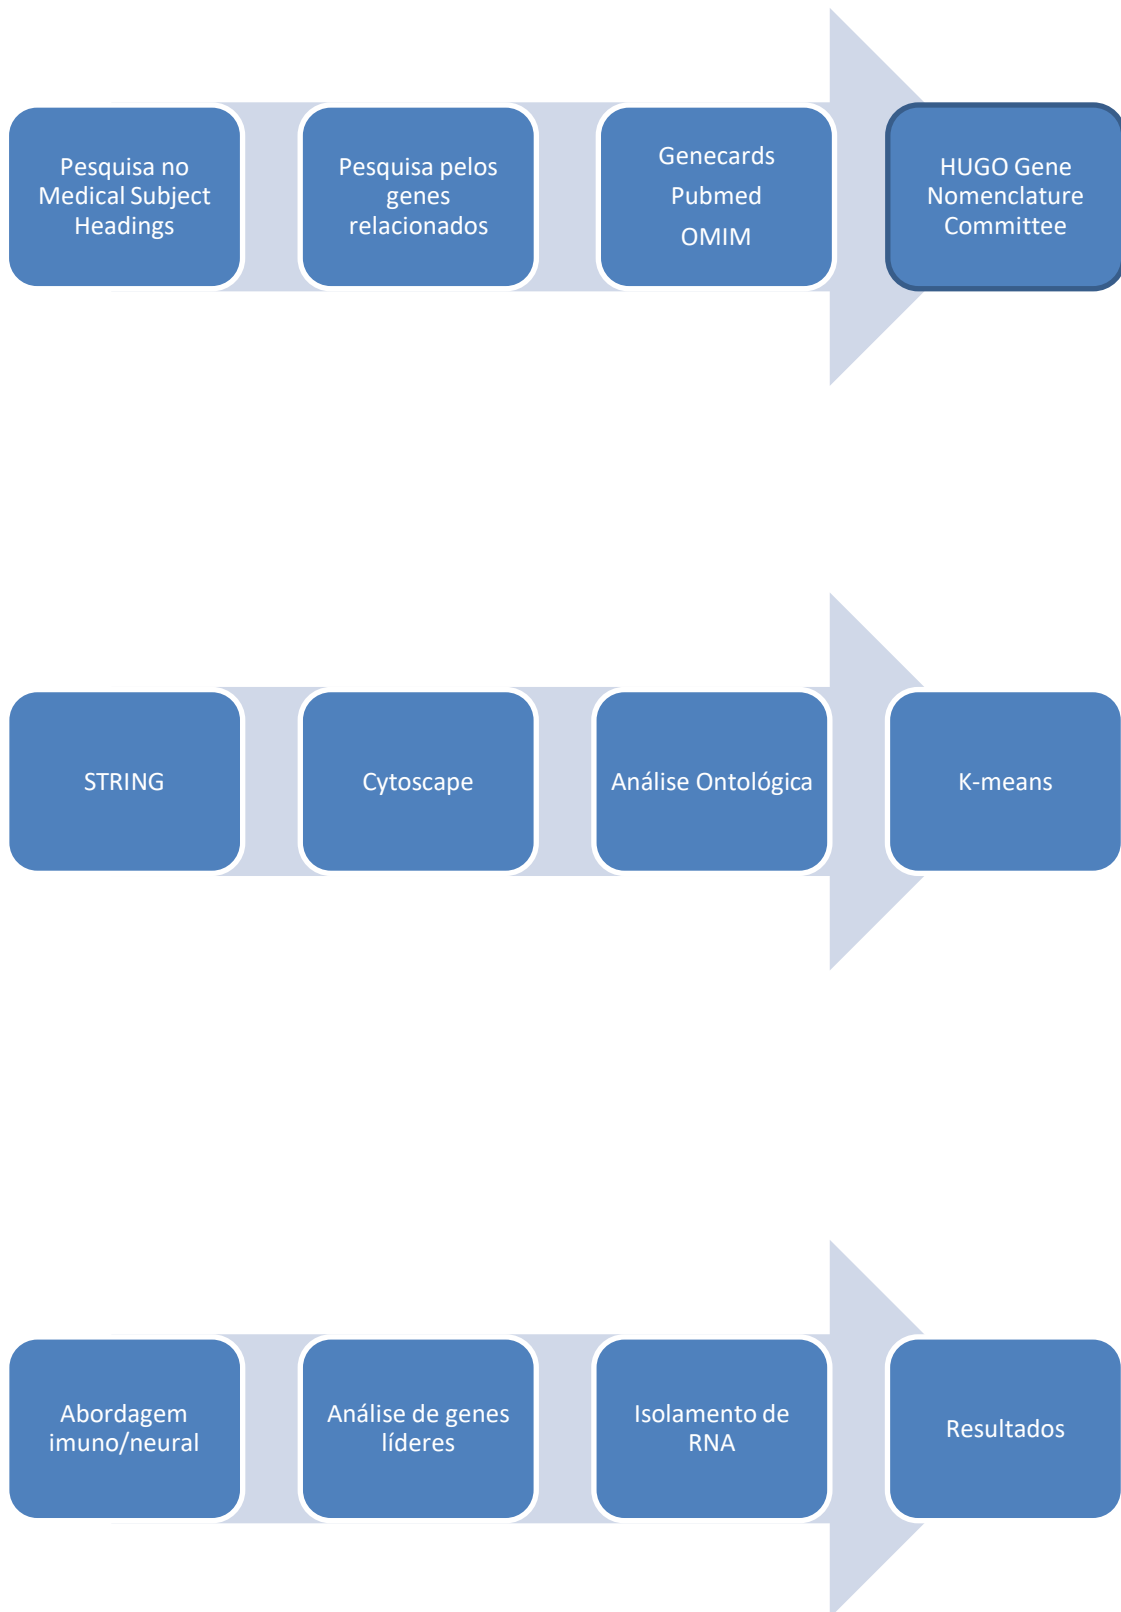 Pesquisa no
Medical Subject
Headings
Pesquisa pelos
genes
relacionados
Genecards
Pubmed
OMIM
HUGO Gene
Nomenclature
Committee
STRING
Cytoscape
Análise Ontológica
K-means
Abordagem
imuno/neural
Análise de genes
líderes
Isolamento de
RNA
Resultados